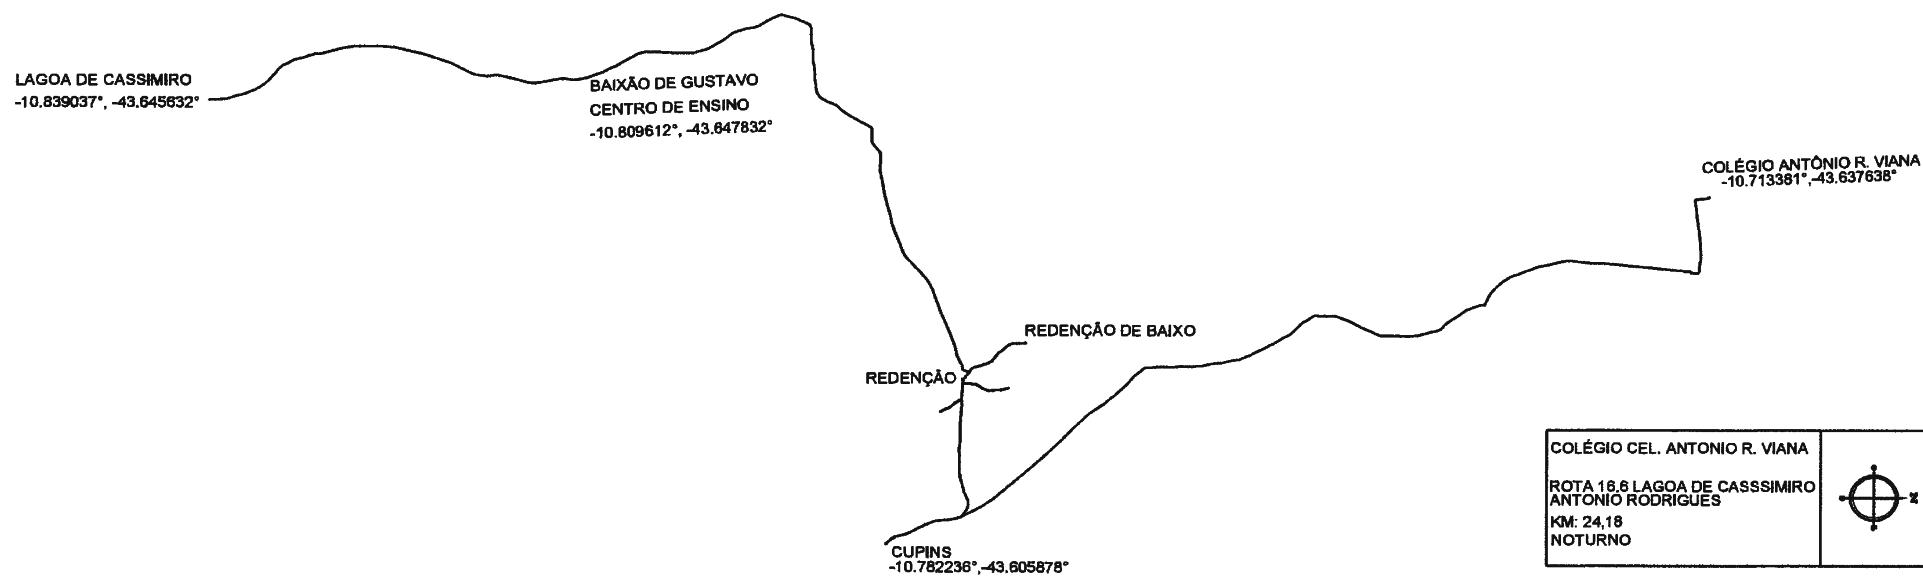 LAGOA DE CASSIMIRO
-10.839037°, -43.645632°
BAIXÃO DE GUSTAVO
CENTRO DE ENSINO
-10.809612°, -43.647832°
COLÉGIO ANTÔNIO R. VIANA
-10.713381°,-43.637638°
REDENÇÃO DE BAIXO
REDENÇÃO
CUPINS
-10.782236°,-43.605878°
COLÉGIO CEL. ANTONIO R. VIANA
ROTA 16.6 LAGOA DE CASSSIMIRO
ANTONIO RODRIGUES
KM: 24,18
NOTURNO
N